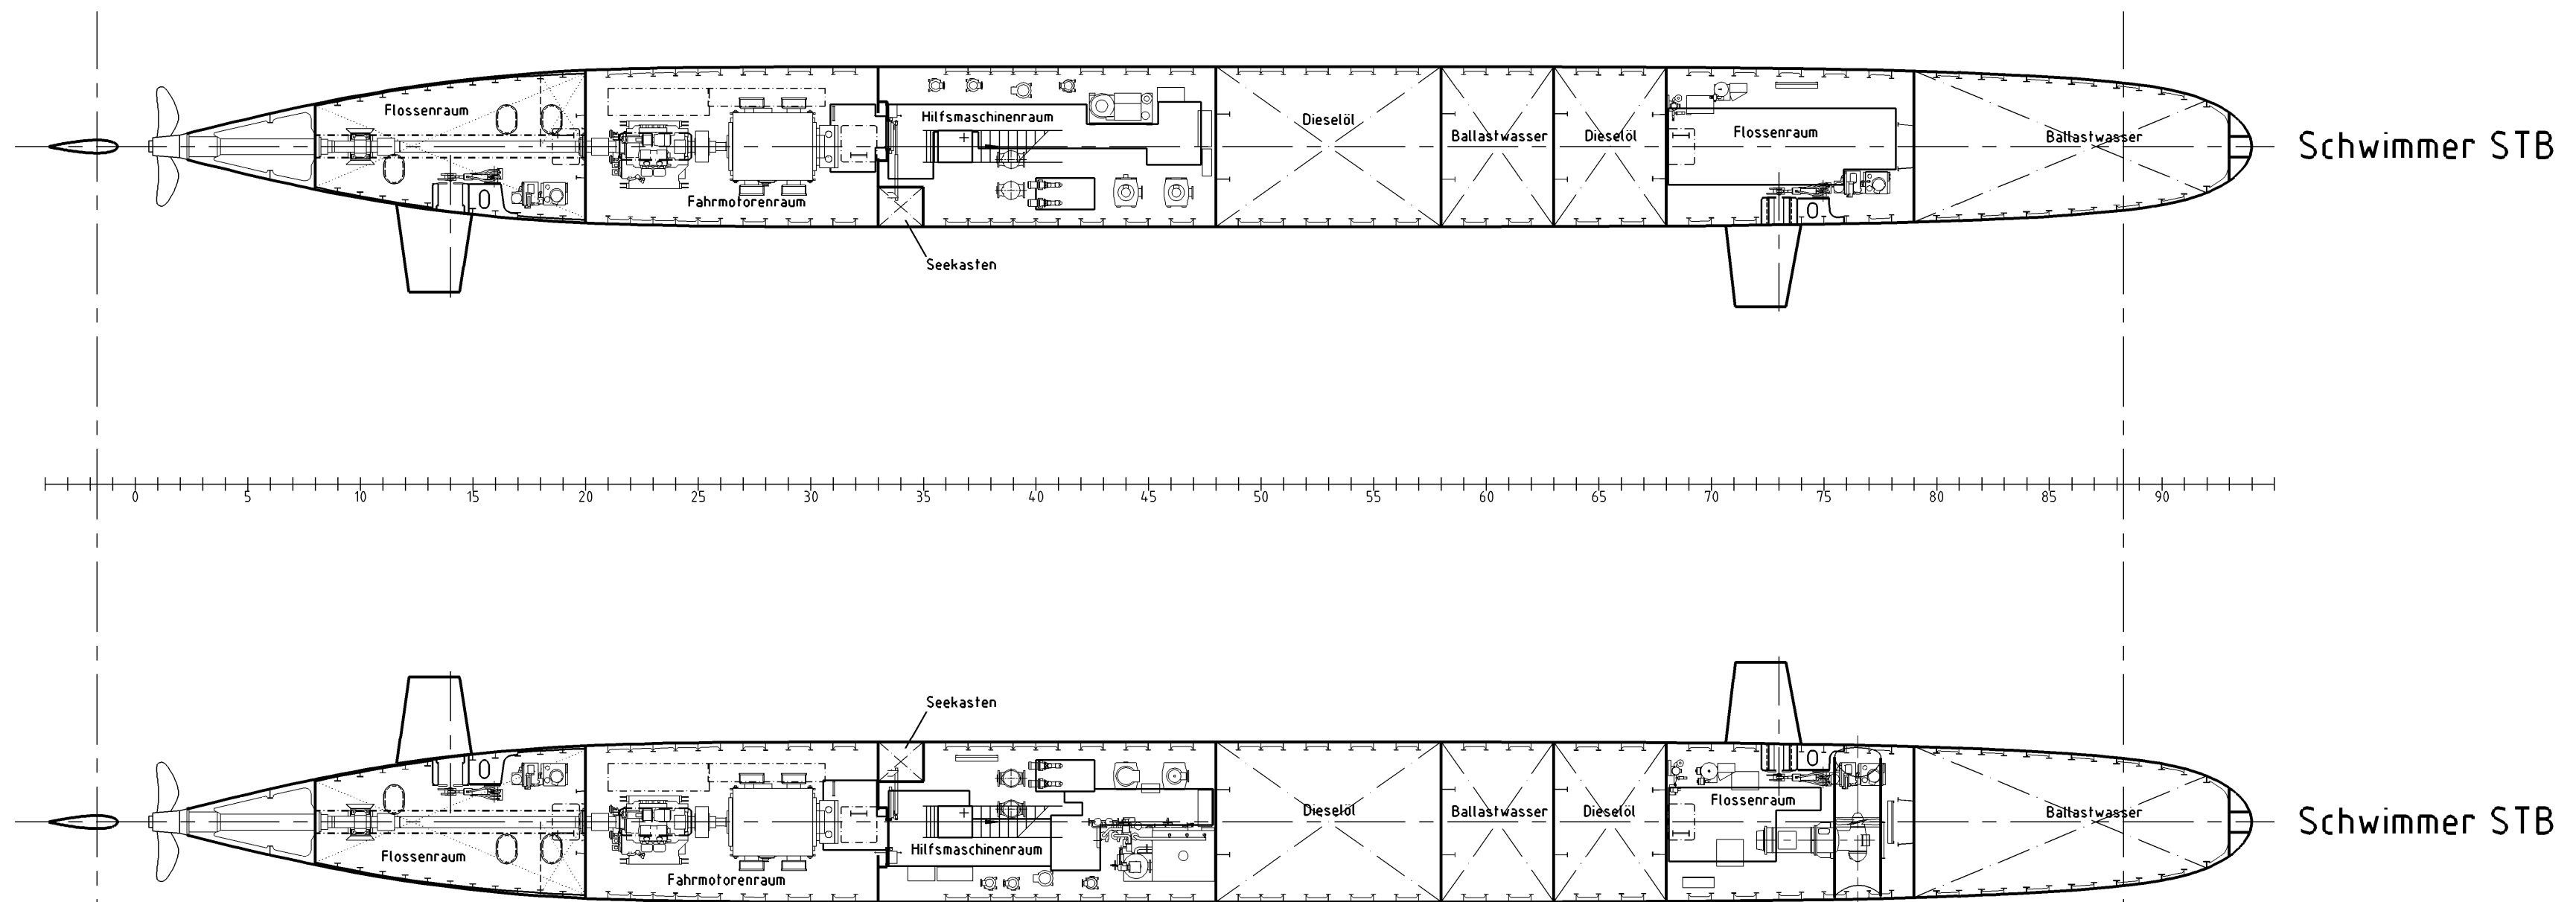 Flossenraum
Fahrmotorenraum
Hilfsmaschinenraum
Seekasten
Dieselöl
Ballastwasser
Dieselöl
Flossenraum
Ballastwasser
Schwimmer STB
0 5 10 15 20 25 30 35 40 45 50 55 60 65 70 75 80 85 90
Seekasten
Flossenraum
Fahrmotorenraum
Hilfsmaschinenraum
Dieselöl
Ballastwasser
Dieselöl
Flossenraum
Ballastwasser
Schwimmer STB